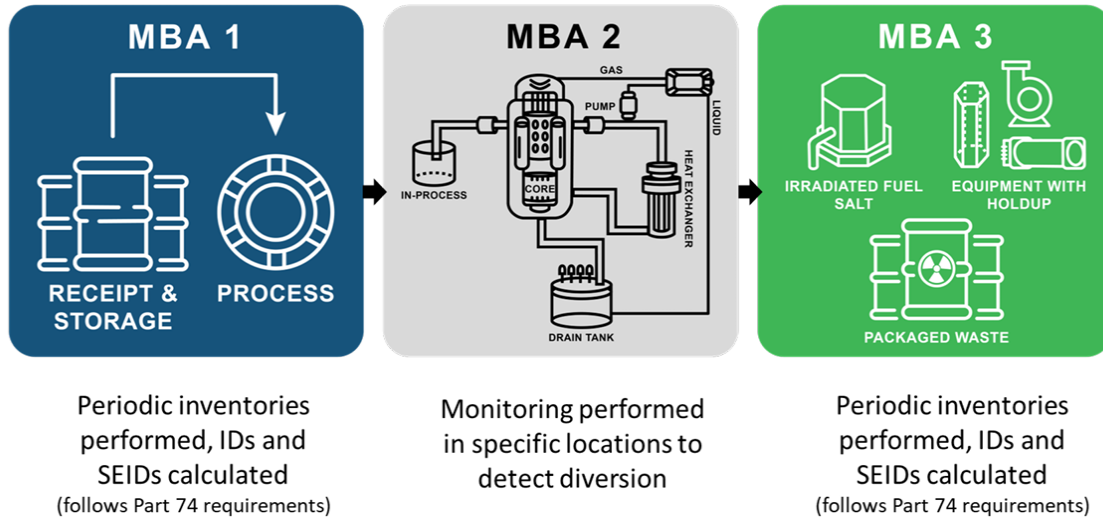 MBA 1
RECEIPT &
STORAGE
PROCESS
Periodic inventories
performed, IDs and
SEIDs calculated
(follows Part 74 requirements)
MBA 2
GAS
PUMP
LIQUID
IN-PROCESS
CORE
HEAT EXCHANGER
DRAIN TANK
Monitoring performed
in specific locations to
detect diversion
MBA 3
IRRADIATED FUEL
SALT
EQUIPMENT WITH
HOLDUP
PACKAGED WASTE
Periodic inventories
performed, IDs and
SEIDs calculated
(follows Part 74 requirements)